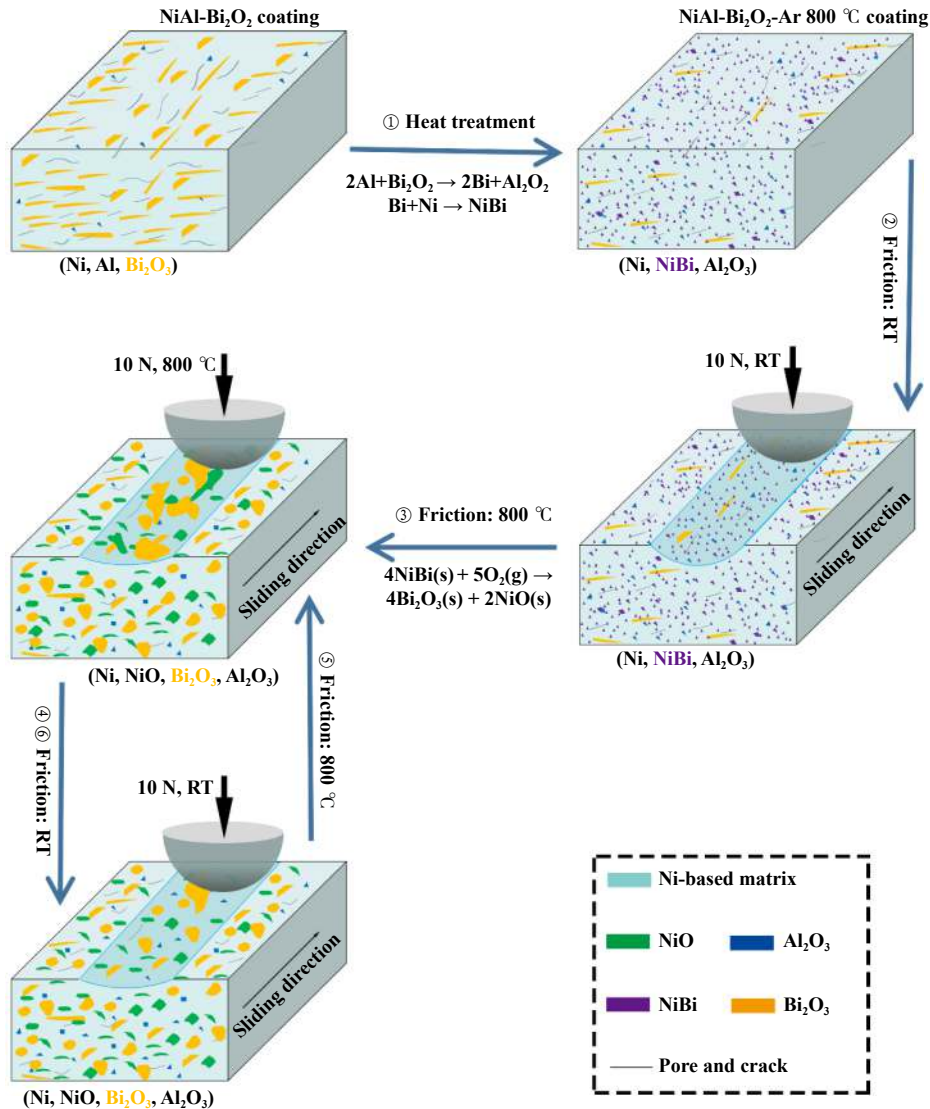 NiAl-Bi₂O₂ coating
NiAl-Bi₂O₂-Ar 800 ℃ coating
① Heat treatment
2Al+Bi₂O₂ → 2Bi+Al₂O₂
Bi+Ni → NiBi
(Ni, Al, Bi₂O₃)
(Ni, NiBi, Al₂O₃)
② Friction: RT
10 N, 800 ℃
10 N, RT
③ Friction: 800 ℃
4NiBi(s) + 5O₂(g) →
4Bi₂O₃(s) + 2NiO(s)
Sliding direction
Sliding direction
(Ni, NiO, Bi₂O₃, Al₂O₃)
(Ni, NiBi, Al₂O₃)
④ ⑥ Friction: RT
⑤ Friction: 800 ℃
10 N, RT
Sliding direction
(Ni, NiO, Bi₂O₃, Al₂O₃)
Ni-based matrix
NiO
Al₂O₃
NiBi
Bi₂O₃
Pore and crack